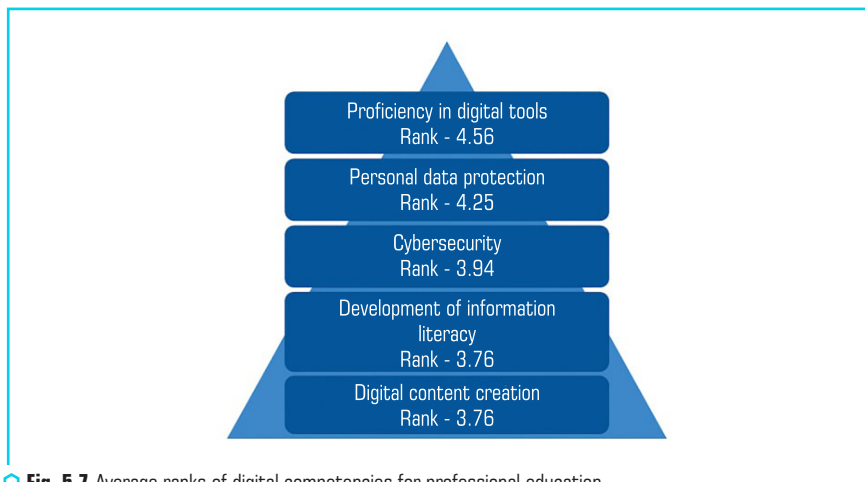 Proficiency in digital tools
Rank - 4.56
Personal data protection
Rank - 4.25
Cybersecurity
Rank - 3.94
Development of information
literacy
Rank - 3.76
Digital content creation
Rank - 3.76
Fig. 5.7 Average ranks of digital competencies for professional education